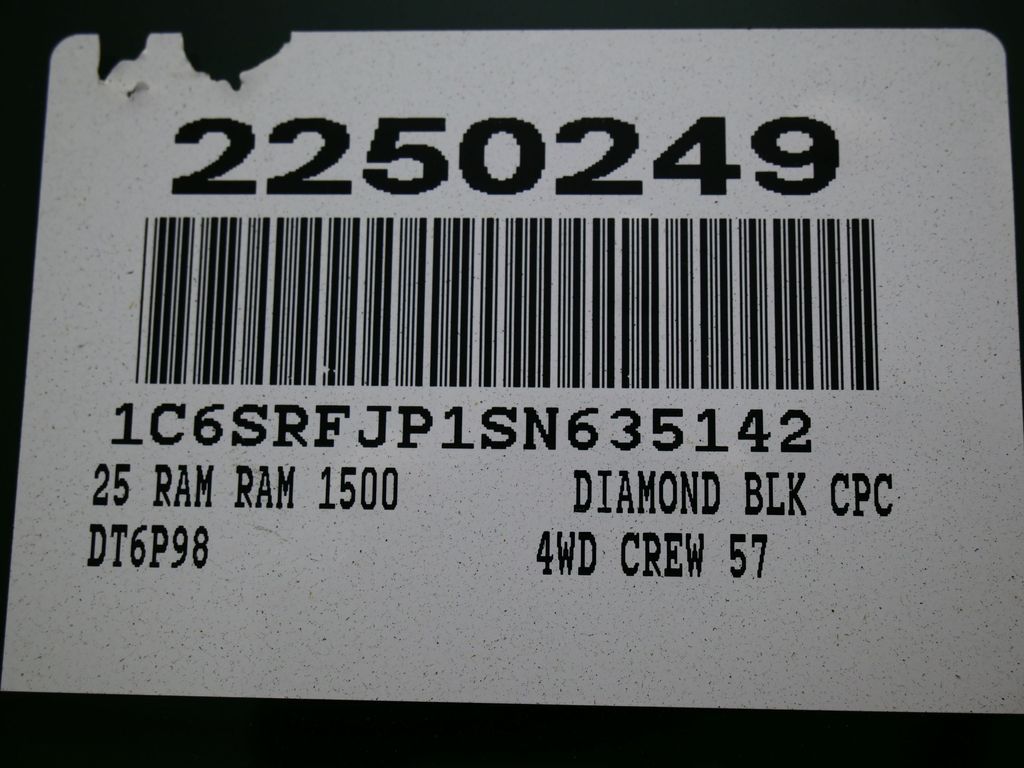 2250249
1C6SRFJP1SN635142
25 RAM RAM 1500 DIAMOND BLK CPC
DT6P98 4WD CREW 57